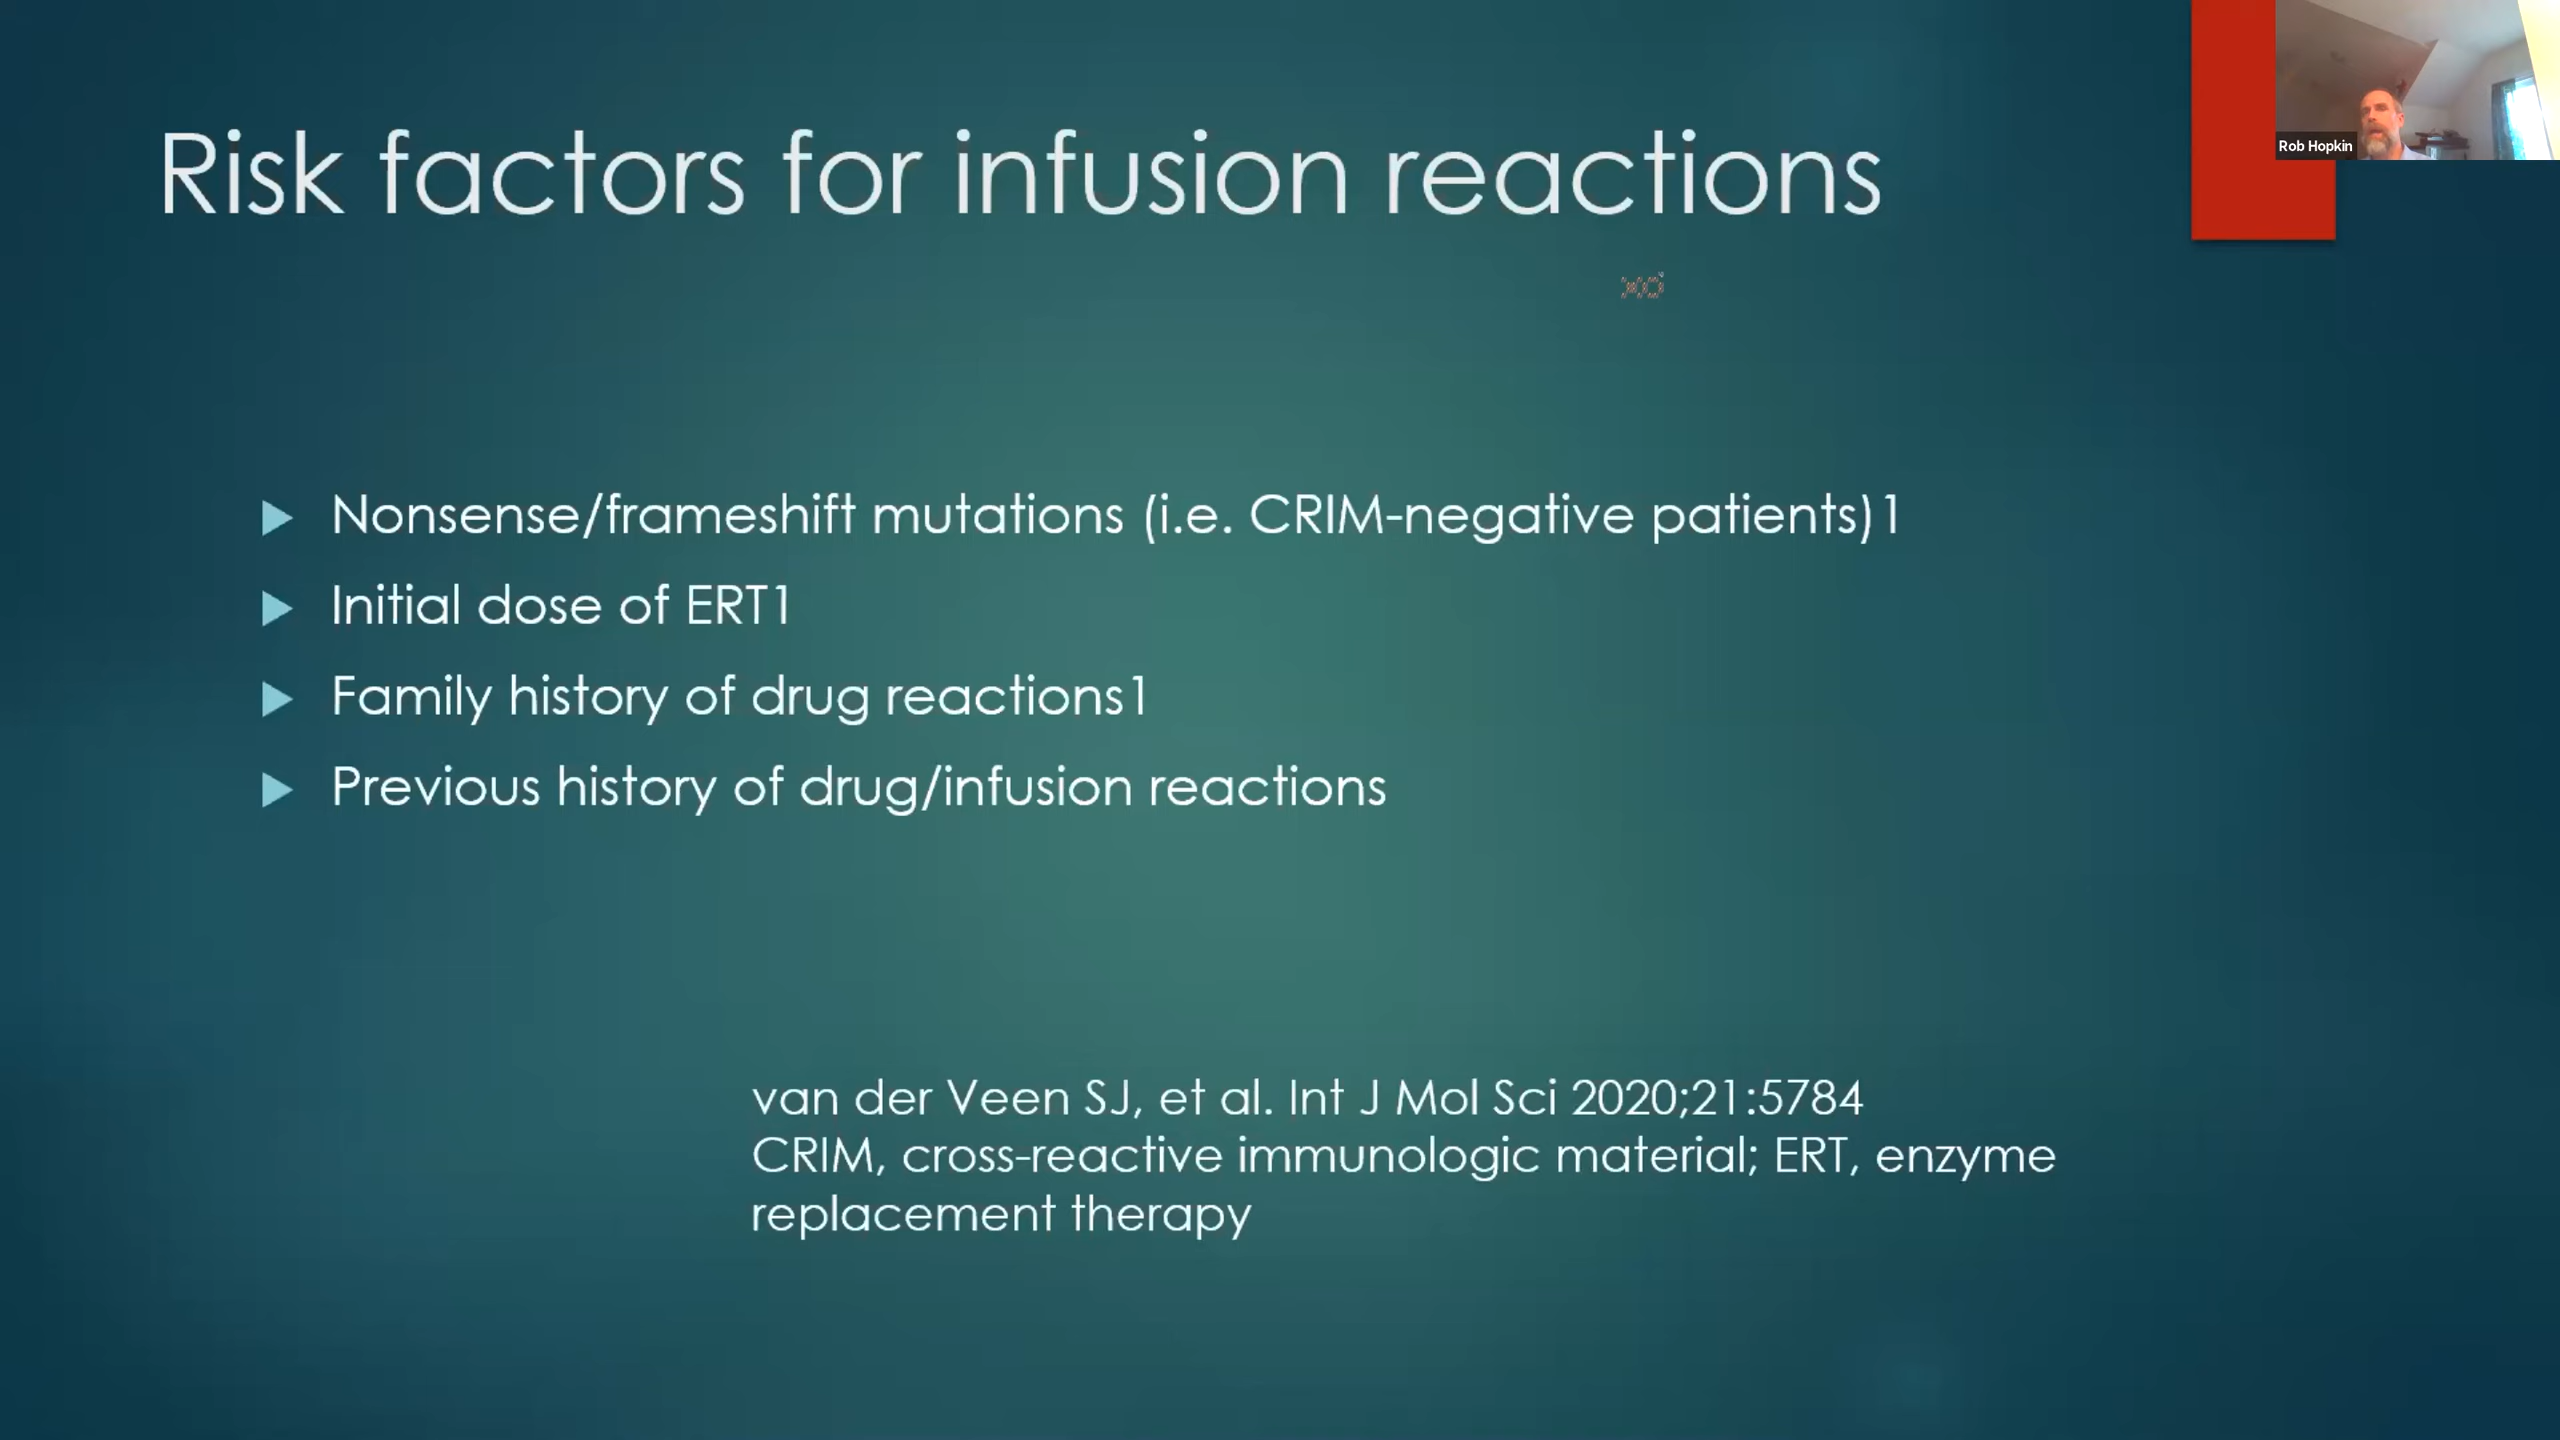 Risk factors for infusion reactions
Rob Hopkin
Nonsense/frameshift mutations (i.e. CRIM-negative patients)1
Initial dose of ERT1
Family history of drug reactions1
Previous history of drug/infusion reactions
van der Veen SJ, et al. Int J Mol Sci 2020;21:5784
CRIM, cross-reactive immunologic material; ERT, enzyme
replacement therapy